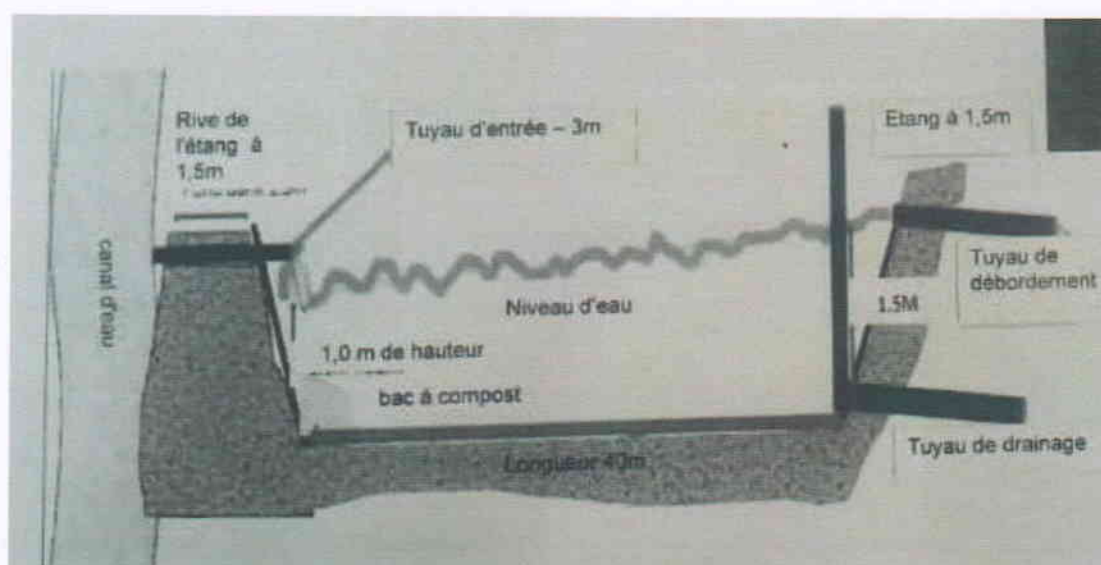 Rive de
l'étang à
1,5m
Tuyau d'entrée – 3m
Etang à 1,5m
canal d'eau
Tuyau de
débordement
Niveau d'eau
1.5M
1,0 m de hauteur
bac à compost
Longueur 40m
Tuyau de drainage